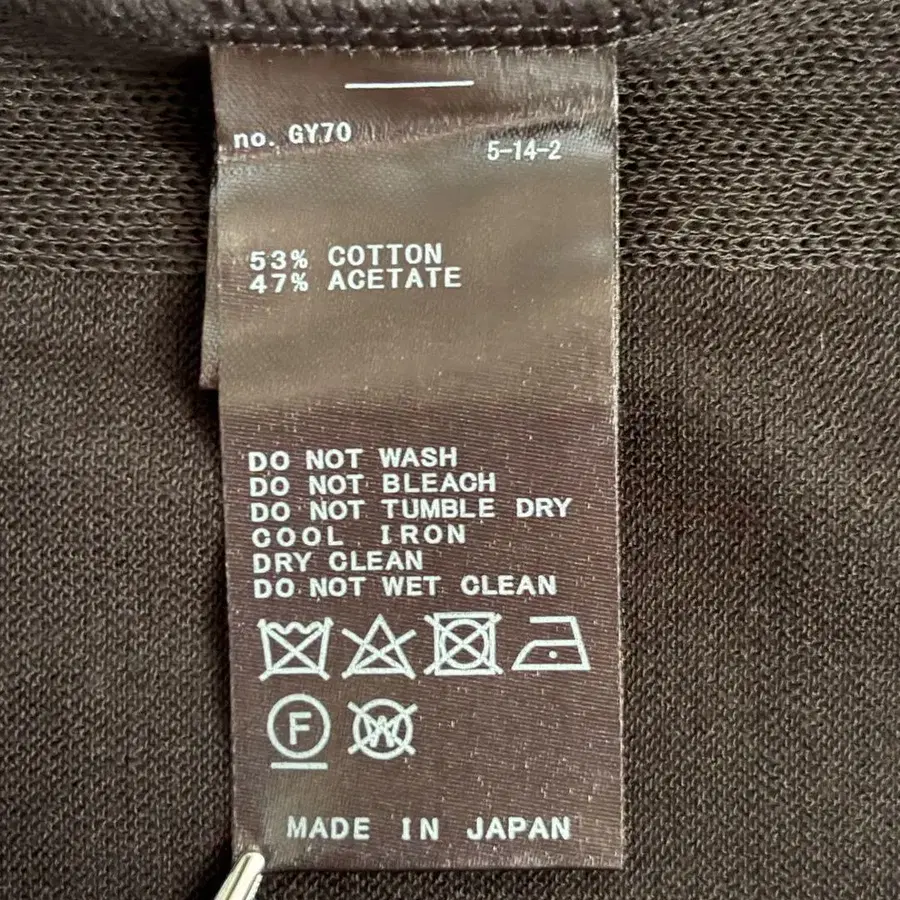 no. GY70
5-14-2
53% COTTON
47% ACETATE
DO NOT WASH
DO NOT BLEACH
DO NOT TUMBLE DRY
COOL IRON
DRY CLEAN
DO NOT WET CLEAN
F W
MADE IN JAPAN